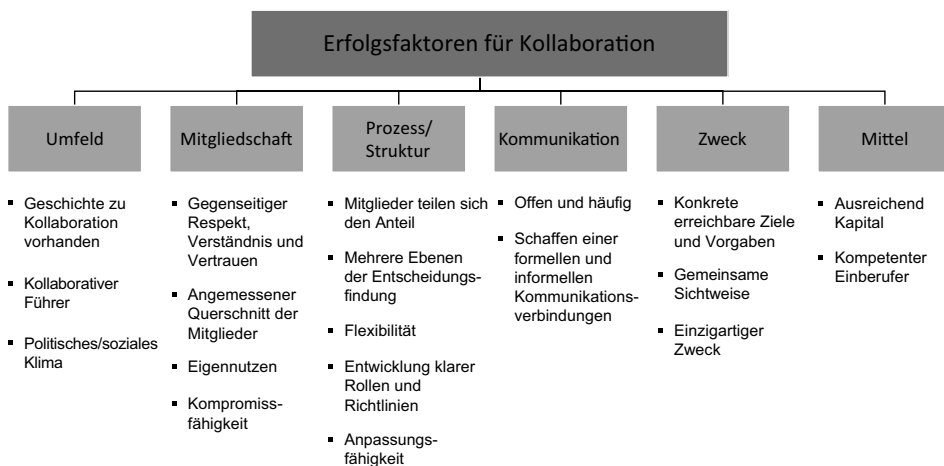 Erfolgsfaktoren für Kollaboration
Umfeld
Mitgliedschaft
Prozess/
Struktur
Kommunikation
Zweck
Mittel
▪ Geschichte zu
Kollaboration
vorhanden
▪ Kollaborativer
Führer
▪ Politisches/soziales
Klima
▪ Gegenseitiger
Respekt,
Verständnis und
Vertrauen
▪ Angemessener
Querschnitt der
Mitglieder
▪ Eigennutzen
▪ Kompromiss-
fähigkeit
▪ Mitglieder teilen sich
den Anteil
▪ Mehrere Ebenen
der Entscheidungs-
findung
▪ Flexibilität
▪ Entwicklung klarer
Rollen und
Richtlinien
▪ Anpassungs-
fähigkeit
▪ Offen und häufig
▪ Schaffen einer
formellen und
informellen
Kommunikations-
verbindungen
▪ Konkrete
erreichbare Ziele
und Vorgaben
▪ Gemeinsame
Sichtweise
▪ Einzigartiger
Zweck
▪ Ausreichend
Kapital
▪ Kompetenter
Einberufer